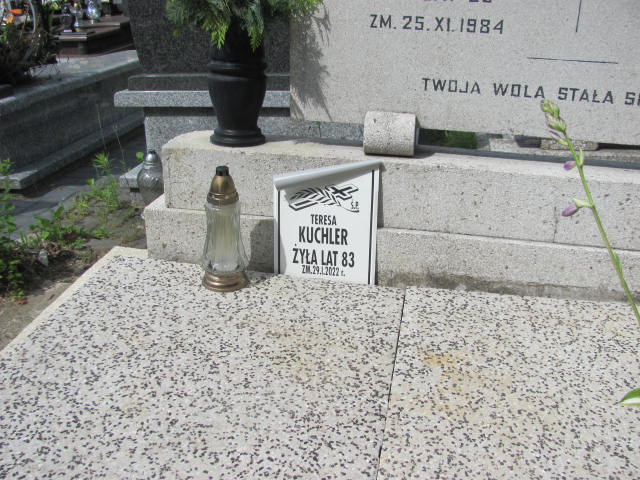 ZM. 25. XI. 1984
TWOJA WOLA STAŁA
Ś.P.
TERESA
KUCHLER
ŻYŁA LAT 83
ZM. 29.I.2022 r.